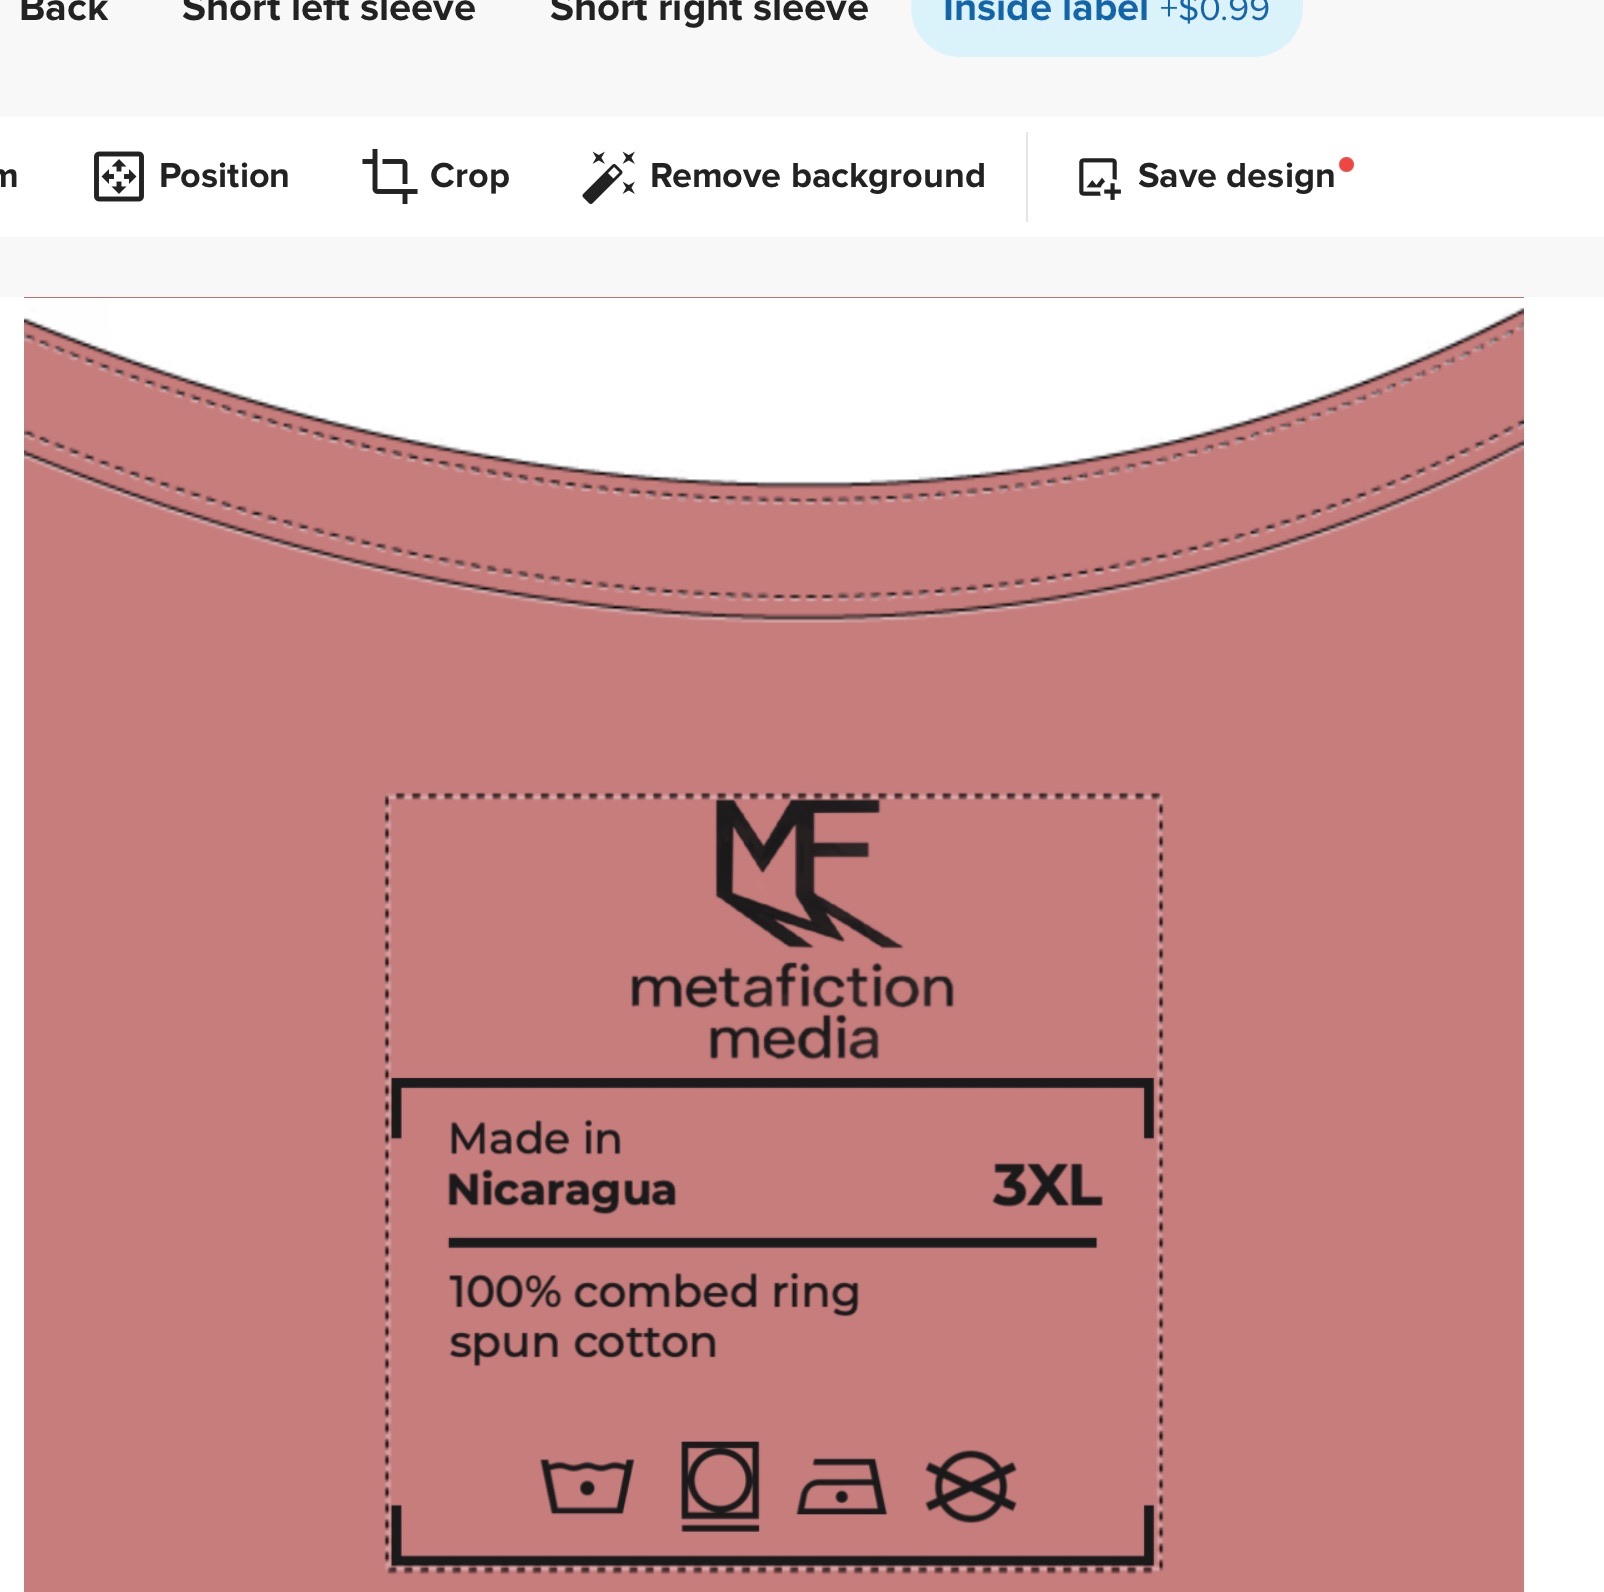 Back Short left sleeve Short right sleeve Inside label +$0.99
Position Crop Remove background Save design
MF
metafiction
media
Made in
Nicaragua
3XL
100% combed ring
spun cotton